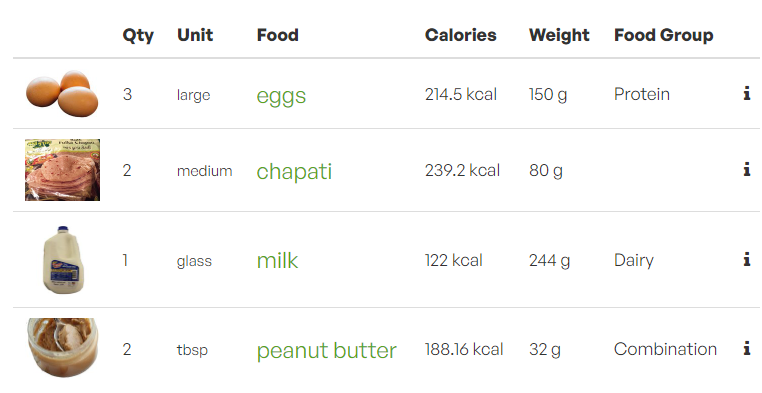 Qty Unit Food Calories Weight Food Group
3 large eggs 214.5 kcal 150 g Protein
2 medium chapati 239.2 kcal 80 g
1 glass milk 122 kcal 244 g Dairy
2 tbsp peanut butter 188.16 kcal 32 g Combination